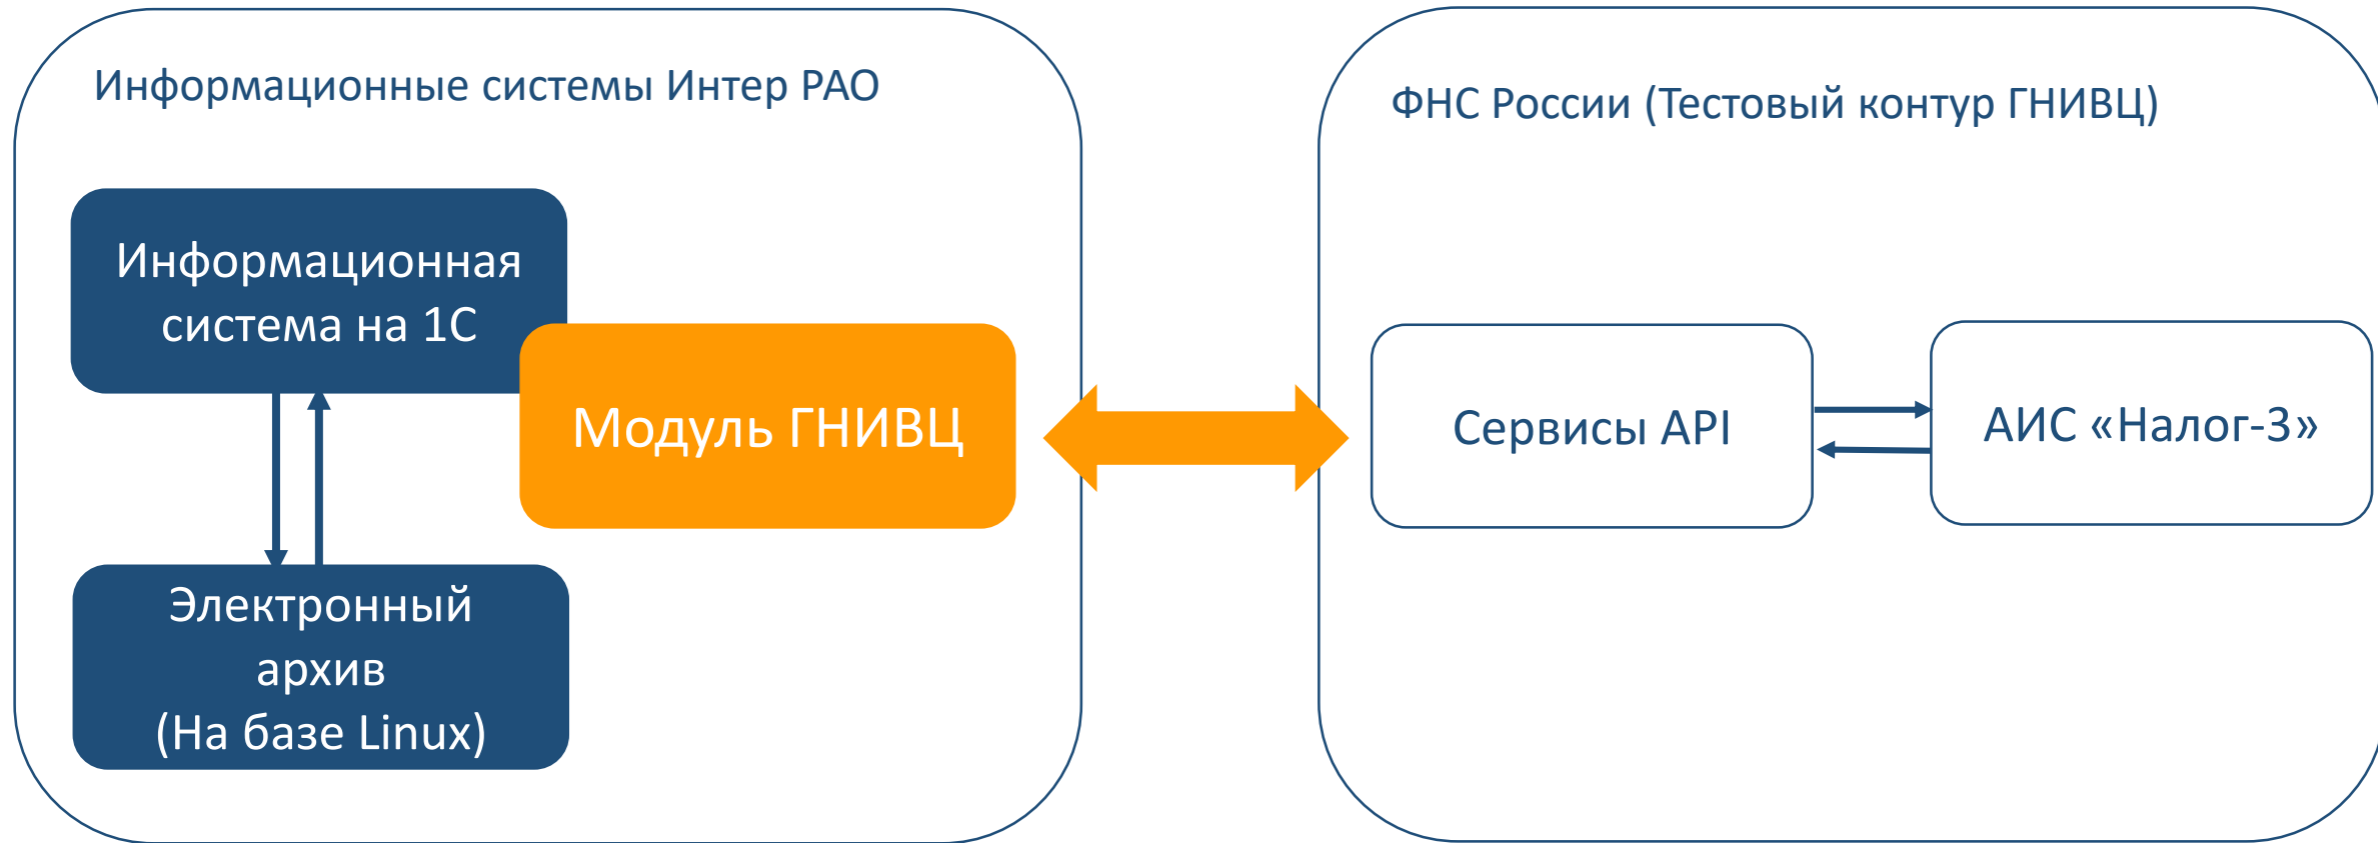 Информационные системы Интер РАО
Информационная
система на 1С
Модуль ГНИВЦ
Электронный
архив
(На базе Linux)
ФНС России (Тестовый контур ГНИВЦ)
Сервисы API
АИС «Налог-3»